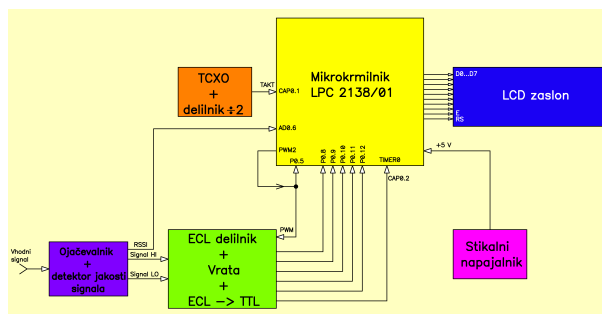 TCXO
+
delilnik ÷2
TAKT
CAP0.1
Mikrokrmilnik
LPC 2138/01
D0...D7
LCD zaslon
E
RS
AD0.6
PWM2
P0.5
P0.8
P0.9
P0.10
P0.11
P0.12
TIMER0
CAP0.2
+5 V
PWM
Vhodni
signal
Ojačevalnik
+
detektor jakosti
signala
RSSI
Signal HI
Signal LO
ECL delilnik
+
Vrata
+
ECL -> TTL
Stikalni
napajalnik